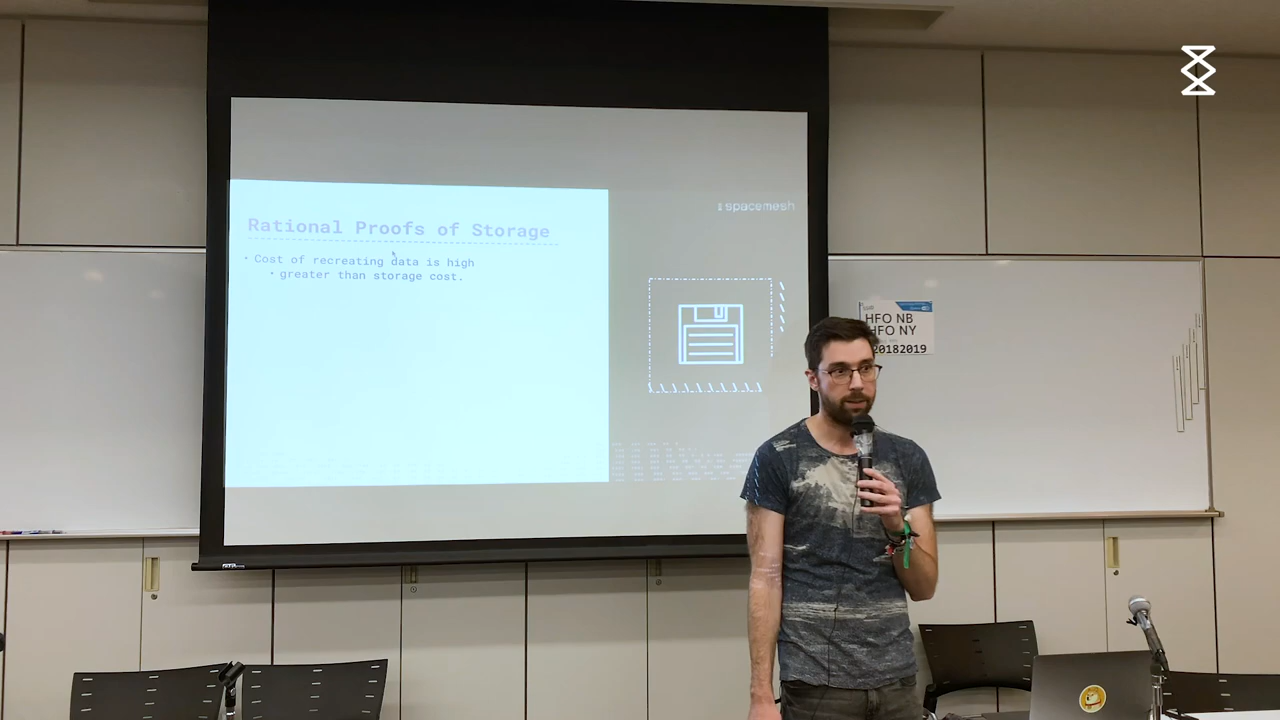 Rational Proofs of Storage
• Cost of recreating data is high
• greater than storage cost.
spacemesh
HFO NB
HFO NY
20182019